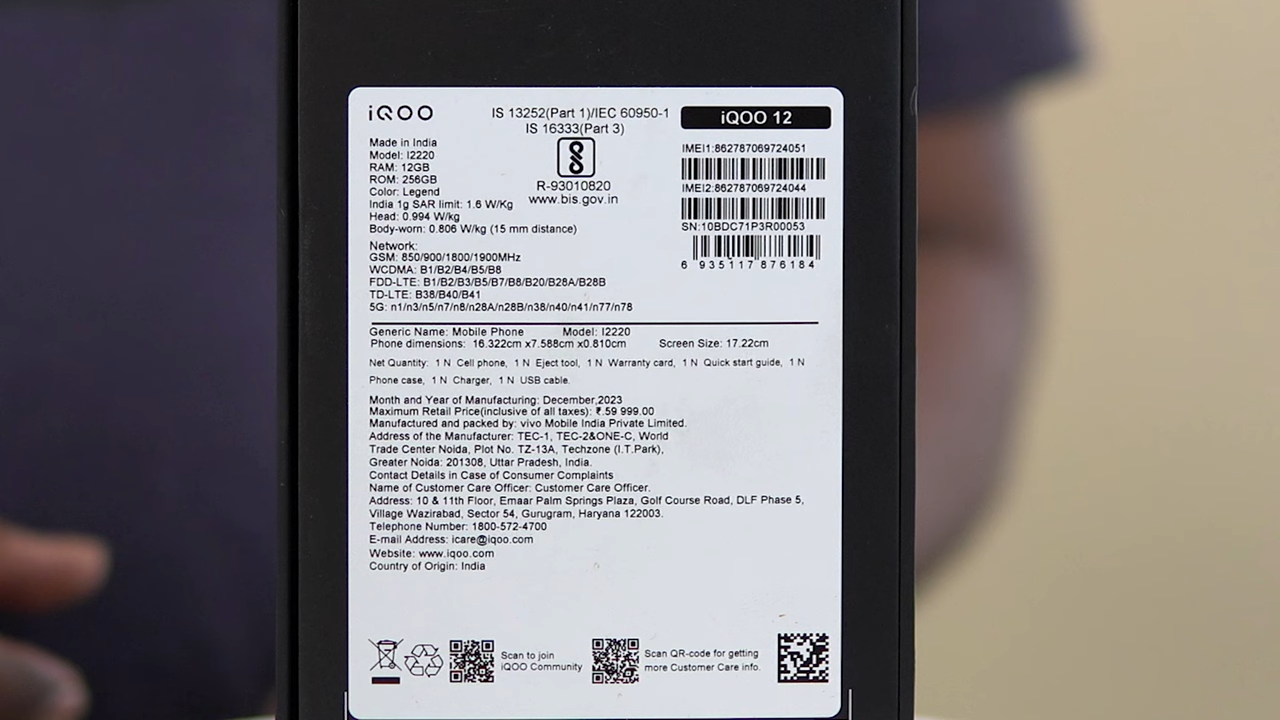 iQOO
IS 13252(Part 1)/IEC 60950-1
IS 16333(Part 3)
R-93010820
www.bis.gov.in
iQOO 12
IMEI1:862787069724051
IMEI2:862787069724044
SN:10BDC71P3R00053
6 935117 876184
Made in India
Model: I2220
RAM: 12GB
ROM: 256GB
Color: Legend
India 1g SAR limit: 1.6 W/Kg
Head: 0.994 W/kg
Body-worn: 0.806 W/kg (15 mm distance)
Network:
GSM: 850/900/1800/1900MHz
WCDMA: B1/B2/B4/B5/B8
FDD-LTE: B1/B2/B3/B5/B7/B8/B20/B28A/B28B
TD-LTE: B38/B40/B41
5G: n1/n3/n5/n7/n8/n28A/n28B/n38/n40/n41/n77/n78
Generic Name: Mobile Phone Model: I2220
Phone dimensions: 16.322cm x7.588cm x0.810cm Screen Size: 17.22cm
Net Quantity: 1 N Cell phone, 1 N Eject tool, 1 N Warranty card, 1 N Quick start guide, 1 N
Phone case, 1 N Charger, 1 N USB cable.
Month and Year of Manufacturing: December,2023
Maximum Retail Price(inclusive of all taxes): ₹.59 999.00
Manufactured and packed by: vivo Mobile India Private Limited.
Address of the Manufacturer: TEC-1, TEC-2&ONE-C, World
Trade Center Noida, Plot No. TZ-13A, Techzone (I.T.Park),
Greater Noida: 201308, Uttar Pradesh, India.
Contact Details in Case of Consumer Complaints
Name of Customer Care Officer: Customer Care Officer.
Address: 10 & 11th Floor, Emaar Palm Springs Plaza, Golf Course Road, DLF Phase 5,
Village Wazirabad, Sector 54, Gurugram, Haryana 122003.
Telephone Number: 1800-572-4700
E-mail Address: icare@iqoo.com
Website: www.iqoo.com
Country of Origin: India
Scan to join
iQOO Community
Scan QR-code for getting
more Customer Care info.